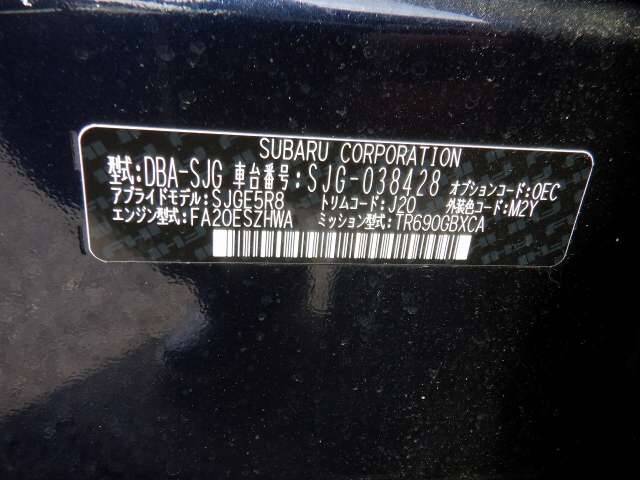 SUBARU CORPORATION
型式:DBA-SJG 車台番号:SJG-038428 オプションコード:OEC
アプライドモデル:SJGE5R8 トリムコード:J20 外装色コード:M2Y
エンジン型式:FA20ESZHWA ミッション型式:TR690GBXCA